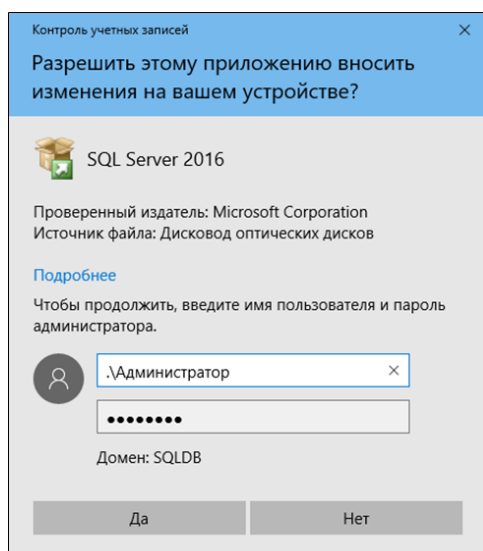 Контроль учетных записей
Разрешить этому приложению вносить
изменения на вашем устройстве?
SQL Server 2016
Проверенный издатель: Microsoft Corporation
Источник файла: Дисковод оптических дисков
Подробнее
Чтобы продолжить, введите имя пользователя и пароль
администратора.
.\Администратор
••••••••
Домен: SQLDB
Да
Нет